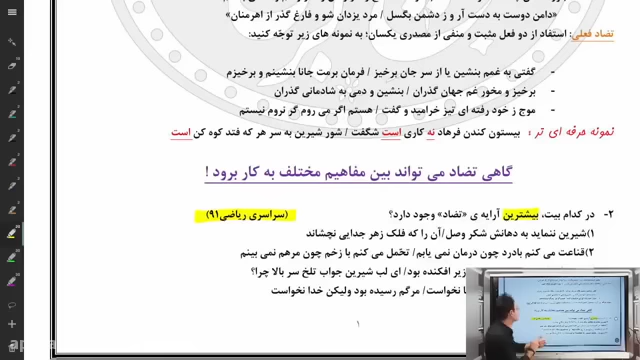 «دامن دوست به دست آر و ز دشمن بگسل / مرد یزدان شو و فارغ گذر از اهرمنان»
تضاد فعلی: استفاد از دو فعل مثبت و منفی از مصدری یکسان؛ به نمونه های زیر توجّه کنید:
- گفتی به غمم بنشین یا از سر جان برخیز / فرمان برمت جانا بنشینم و برخیزم
- برخیز و مخور غم جهان گذران / بنشین و دمی به شادمانی گذران
- موج ز خود رفته ای تیز خرامید و گفت / هستم اگر می روم گر نروم نیستم
نمونه حرفه ای تر: بیستون کندن فرهاد نه کاری است شگفت / شور شیرین به سر هر که فتد کوه کن است
گاهی تضاد می تواند بین مفاهیم مختلف به کار برود !
۲- در کدام بیت، بیشترین آرایه ی «تضاد» وجود دارد؟ (سراسری ریاضی ۹۱)
۱) شیرین ننماید به دهانش شکر وصل / آن را که فلک زهر جدایی نچشاند
۲) قناعت می کنم بادرد چون درمان نمی یابم / تحمّل می کنم با زخم چون مرهم نمی بینم
زیر افکنده بود / ای لب شیرین جواب تلخ سر بالا چرا؟
نخواست / مرگم رسیده بود ولیکن خدا نخواست
۱